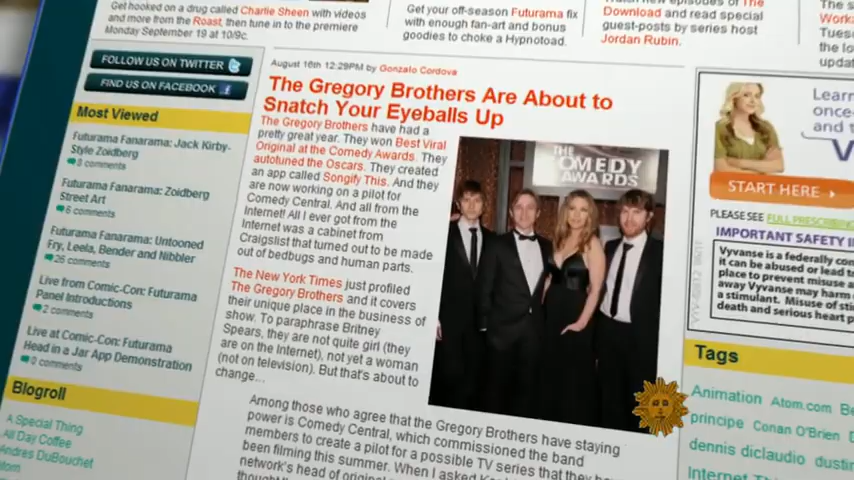 Get hooked on a drug called Charlie Sheen with videos
and more from the Roast, then tune in to the premiere
Monday September 19 at 10/9c.
Get your off-season Futurama fix
with enough fan-art and bonus
goodies to choke a Hypnotoad.
Download and read special
guest-posts by series host
Jordan Rubin.
FOLLOW US ON TWITTER
FIND US ON FACEBOOK
Most Viewed
Futurama Fanarama: Jack Kirby-
Style Zoidberg
8 comments
Futurama Fanarama: Zoidberg
Street Art
6 comments
Futurama Fanarama: Untooned
Fry, Leela, Bender and Nibbler
26 comments
Live from Comic-Con: Futurama
Panel Introductions
2 comments
Live at Comic-Con: Futurama
Head in a Jar App Demonstration
0 comments
Blogroll
A Special Thing
All Day Coffee
Andres DuBouchet
August 16th 12:29PM by Gonzalo Cordova
The Gregory Brothers Are About to
Snatch Your Eyeballs Up
The Gregory Brothers have had a
pretty great year. They won Best Viral
Original at the Comedy Awards. They
autotuned the Oscars. They created
an app called Songify This. And they
are now working on a pilot for
Comedy Central. And all from the
Internet! All I ever got from the
Internet was a cabinet from
Craigslist that turned out to be made
out of bedbugs and human parts.
The New York Times just profiled
The Gregory Brothers and it covers
their unique place in the business of
show. To paraphrase Britney
Spears, they are not quite girl (they
are on the Internet), not yet a woman
(not on television). But that's about to
change...
Among those who agree that the Gregory Brothers have staying
power is Comedy Central, which commissioned the band
members to create a pilot for a possible TV series that they
been filming this summer. When I asked
network's head of original
THE
COMEDY
AWARDS
Learn
once-
and t
START HERE
PLEASE SEE FULL PRESCRIBING
IMPORTANT SAFETY
Vyvanse is a federally
it can be abused or lead
place to prevent misuse
away Vyvanse may harm
a stimulant. Misuse of
death and serious heart
Tags
Animation Atom.com
principe Conan O'Brien
dennis diclaudio
Internet